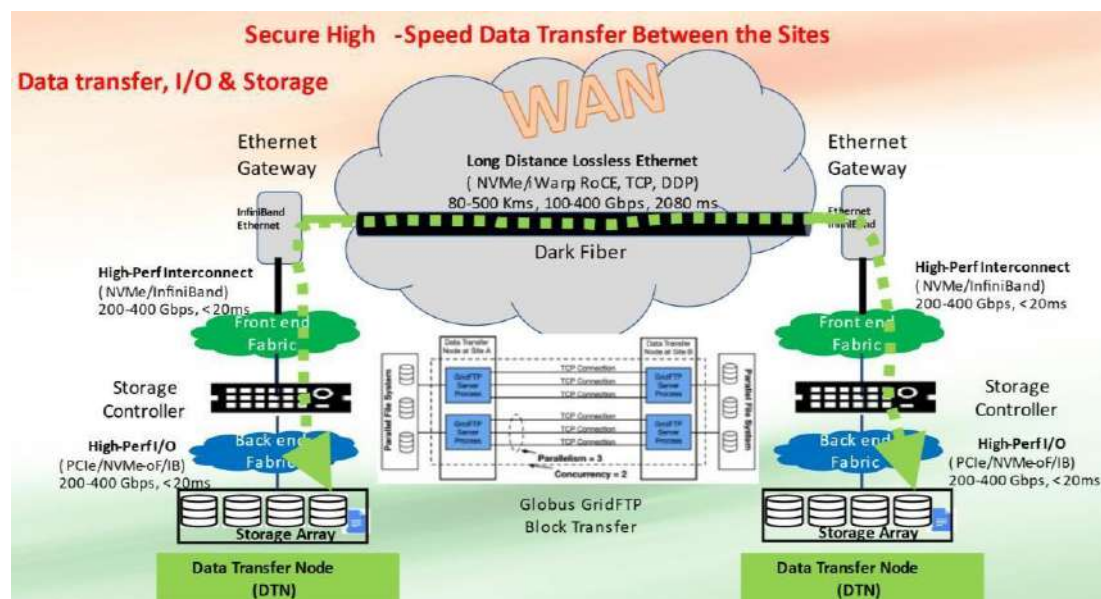 Secure High -Speed Data Transfer Between the Sites
Data transfer, I/O & Storage
WAN
Ethernet
Gateway
Long Distance Lossless Ethernet
( NVMe/iWarp, RoCE, TCP, DDP)
80-500 Kms, 100-400 Gbps, 2080 ms
Dark Fiber
Ethernet
Gateway
InfiniBand
Ethernet
Ethernet
InfiniBand
High-Perf Interconnect
( NVMe/InfiniBand)
200-400 Gbps, <20ms
High-Perf Interconnect
( NVMe/InfiniBand)
200-400 Gbps, <20ms
Front end
Fabric
Front end
Fabric
Storage
Controller
Storage
Controller
High-Perf I/O
(PCIe/NVMe-oF/IB)
200-400 Gbps, <20ms
High-Perf I/O
(PCIe/NVMe-oF/IB)
200-400 Gbps, <20ms
Back end
Fabric
Back end
Fabric
Data Transfer
Node at Site-A
Data Transfer
Node at Site-B
Parallel File System
Parallel File System
GridFTP
Server
Process
GridFTP
Server
Process
GridFTP
Server
Process
GridFTP
Server
Process
TCP Connection
TCP Connection
TCP Connection
TCP Connection
TCP Connection
TCP Connection
Parallelism = 3
Concurrency = 2
Globus GridFTP
Block Transfer
Storage Array
Storage Array
Data Transfer Node
(DTN)
Data Transfer Node
(DTN)